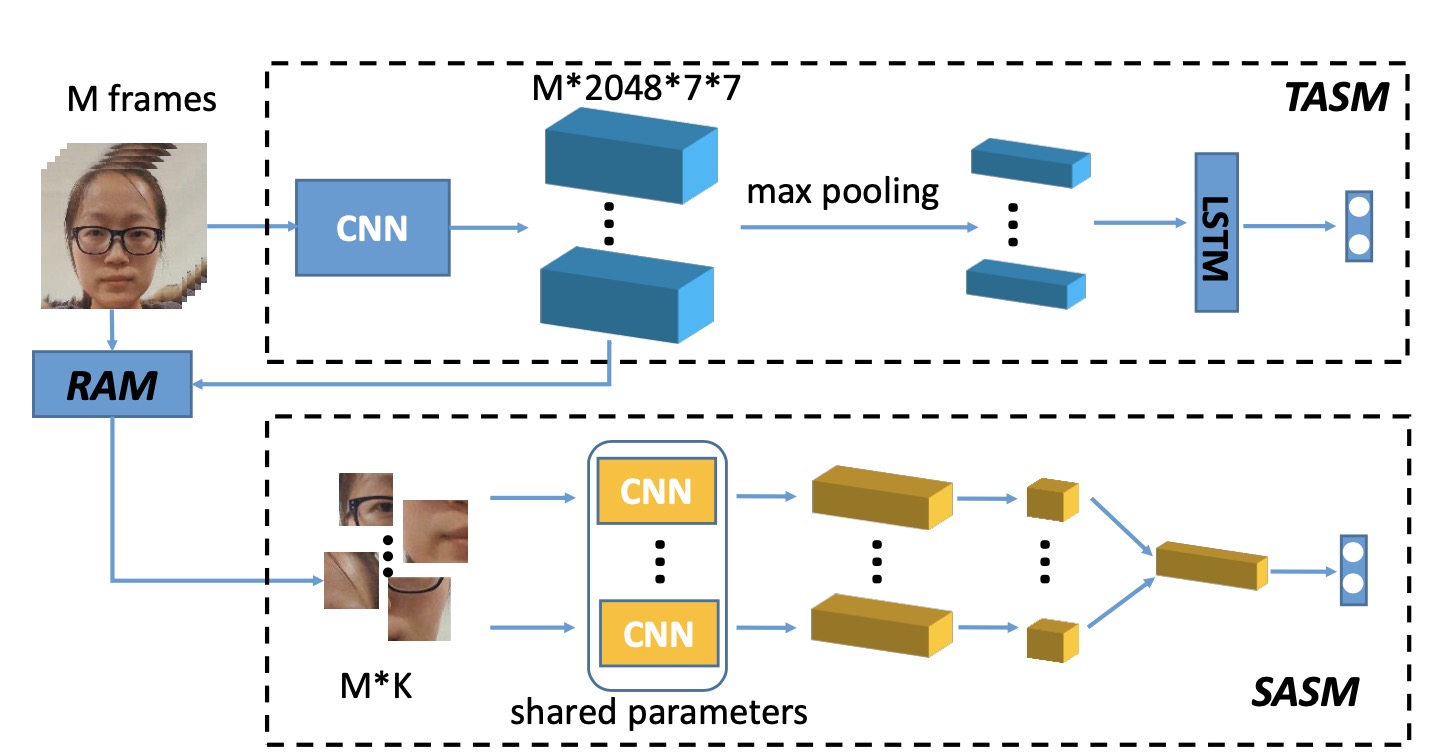 M frames
M*2048*7*7
TASM
CNN
max pooling
LSTM
RAM
CNN
CNN
M*K
shared parameters
SASM